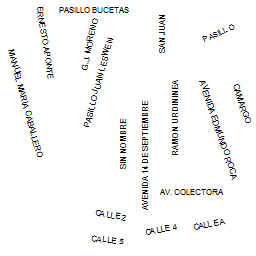 PASILLO BUCETAS
ERNESTO APONTE
G.J. MORENO
SAN JUAN
PASILLO
MANUEL MARIA CABALLERO
PASILLO JUAN LESWEN
SIN NOMBRE
AVENIDA 14 DE SEPTIEMBRE
RAMON URDININEA
AVENIDA EDMUNDO ROCA
CAMARGO
AV. COLECTORA
CALLE 2
CALLE 5
CALLE 4
CALLE A